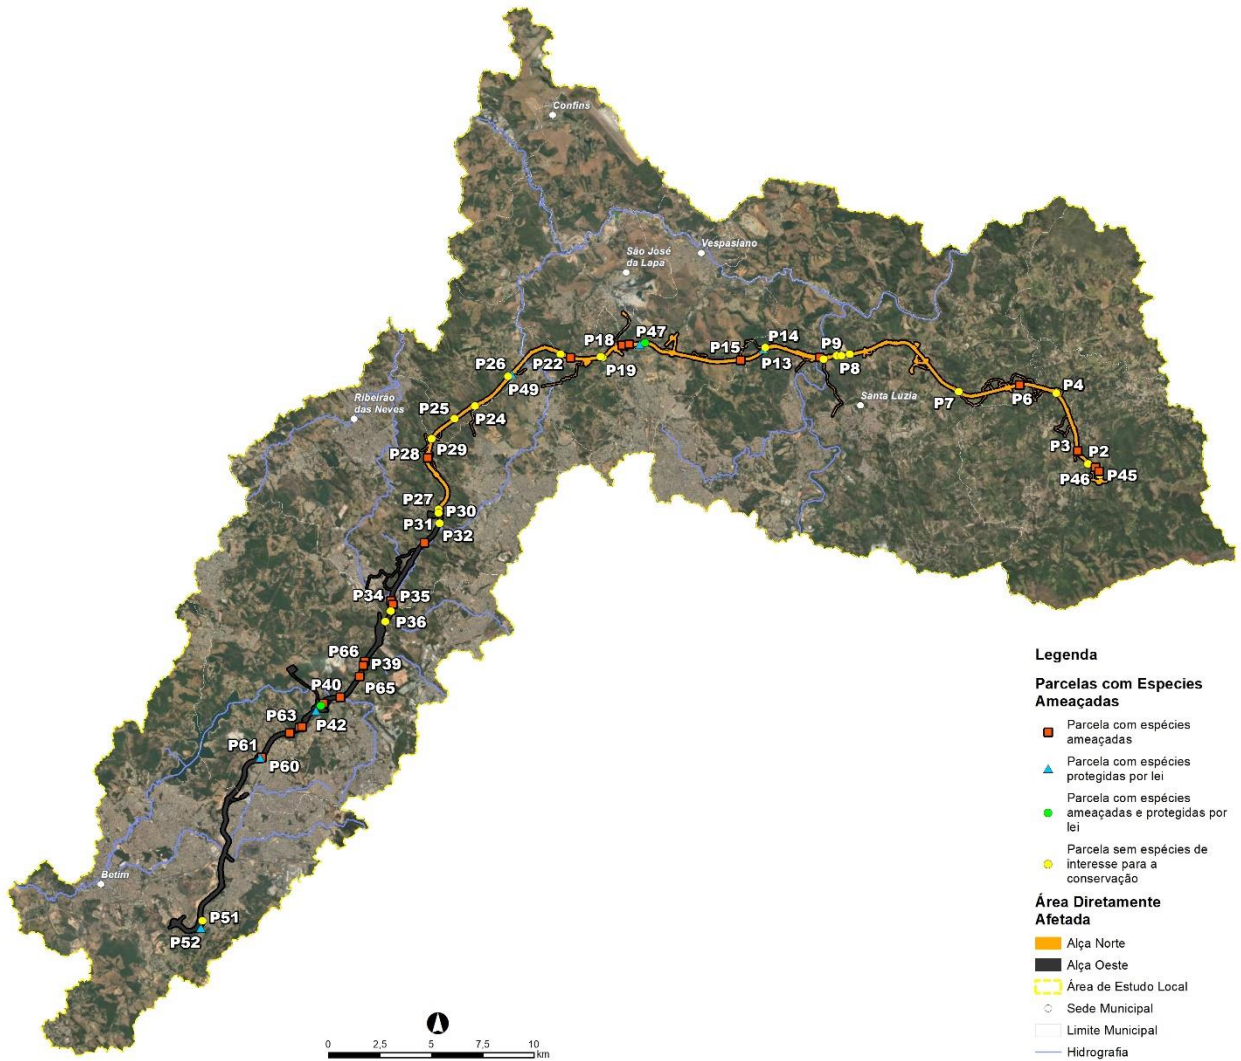 Confins
Vespasiano
São José
da Lapa
P47
P18
P14
P15
P9
P22
P26
P19
P13
P8
P49
Ribeirão
das Neves
Santa Luzia
P4
P6
P7
P25
P24
P29
P28
P3
P2
P46
P45
P27
P30
P31
P32
P34
P35
P36
P66
P39
P65
P40
P63
P42
P61
P60
Betim
P51
P52
Legenda
Parcelas com Especies
Ameaçadas
Parcela com espécies
ameaçadas
Parcela com espécies
protegidas por lei
Parcela com espécies
ameaçadas e protegidas por
lei
Parcela sem espécies de
interesse para a
conservação
Área Diretamente
Afetada
Alça Norte
Alça Oeste
Área de Estudo Local
Sede Municipal
Limite Municipal
Hidrografia
0 2,5 5 7,5 10
km